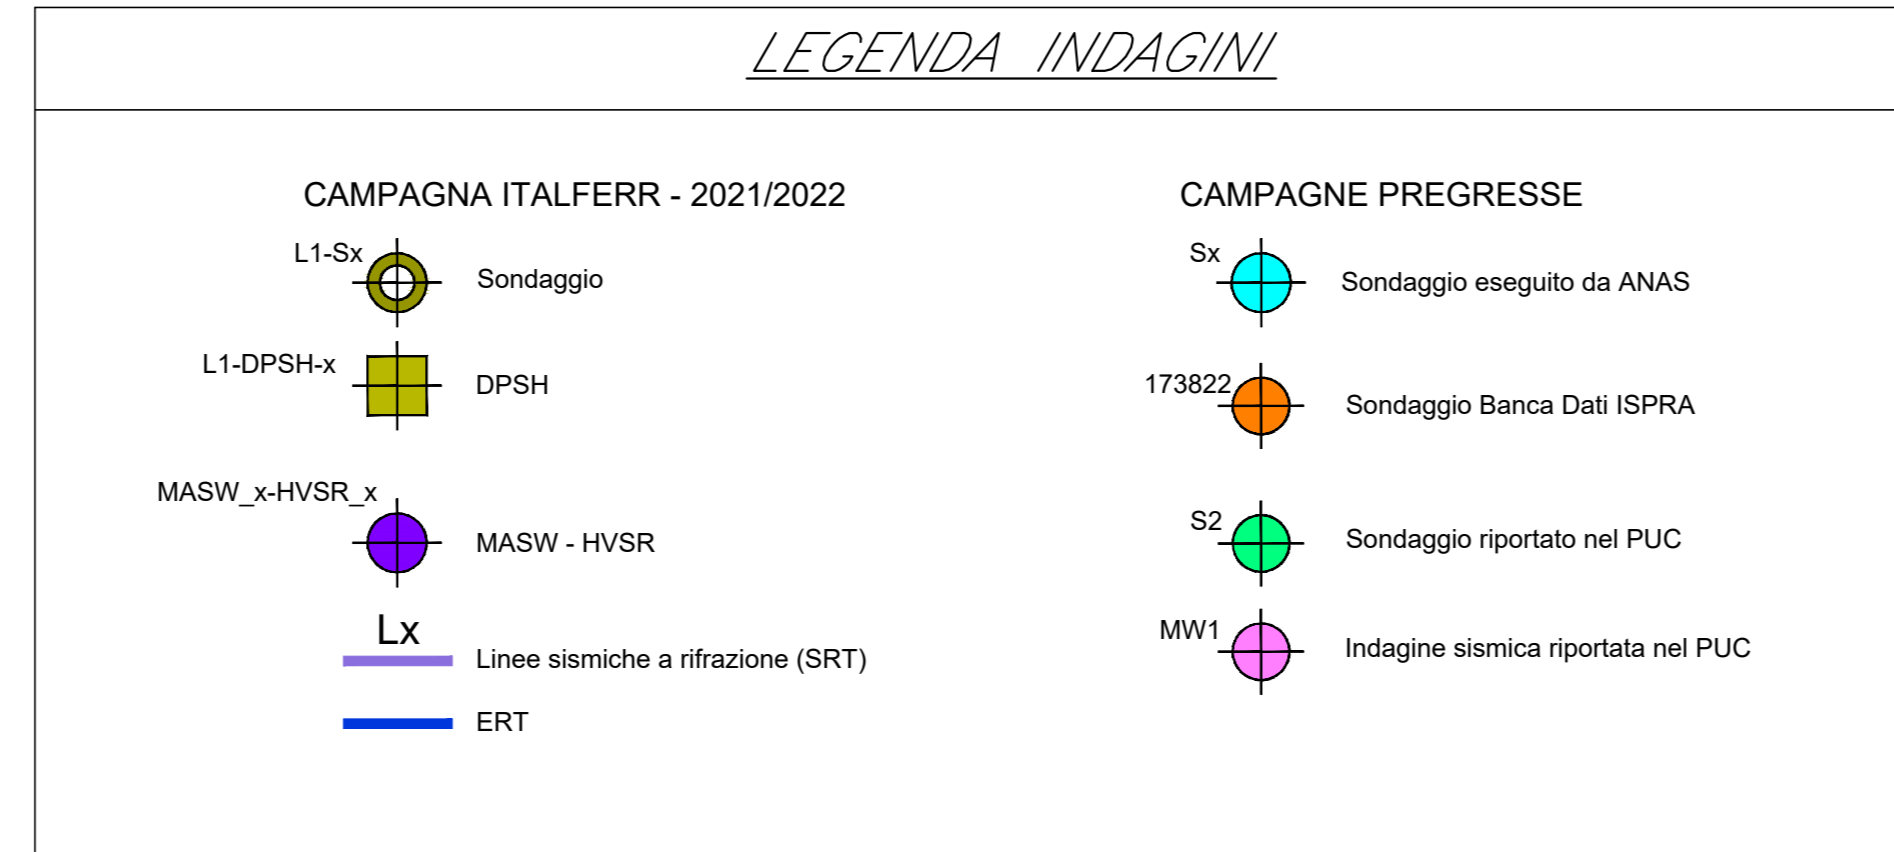 LEGENDA INDAGINI
CAMPAGNA ITALFERR - 2021/2022
L1-Sx
Sondaggio
L1-DPSH-x
DPSH
MASW_x-HVSR_x
MASW - HVSR
Lx
Linee sismiche a rifrazione (SRT)
ERT
CAMPAGNE PREGRESSE
Sx
Sondaggio eseguito da ANAS
173822
Sondaggio Banca Dati ISPRA
S2
Sondaggio riportato nel PUC
MW1
Indagine sismica riportata nel PUC